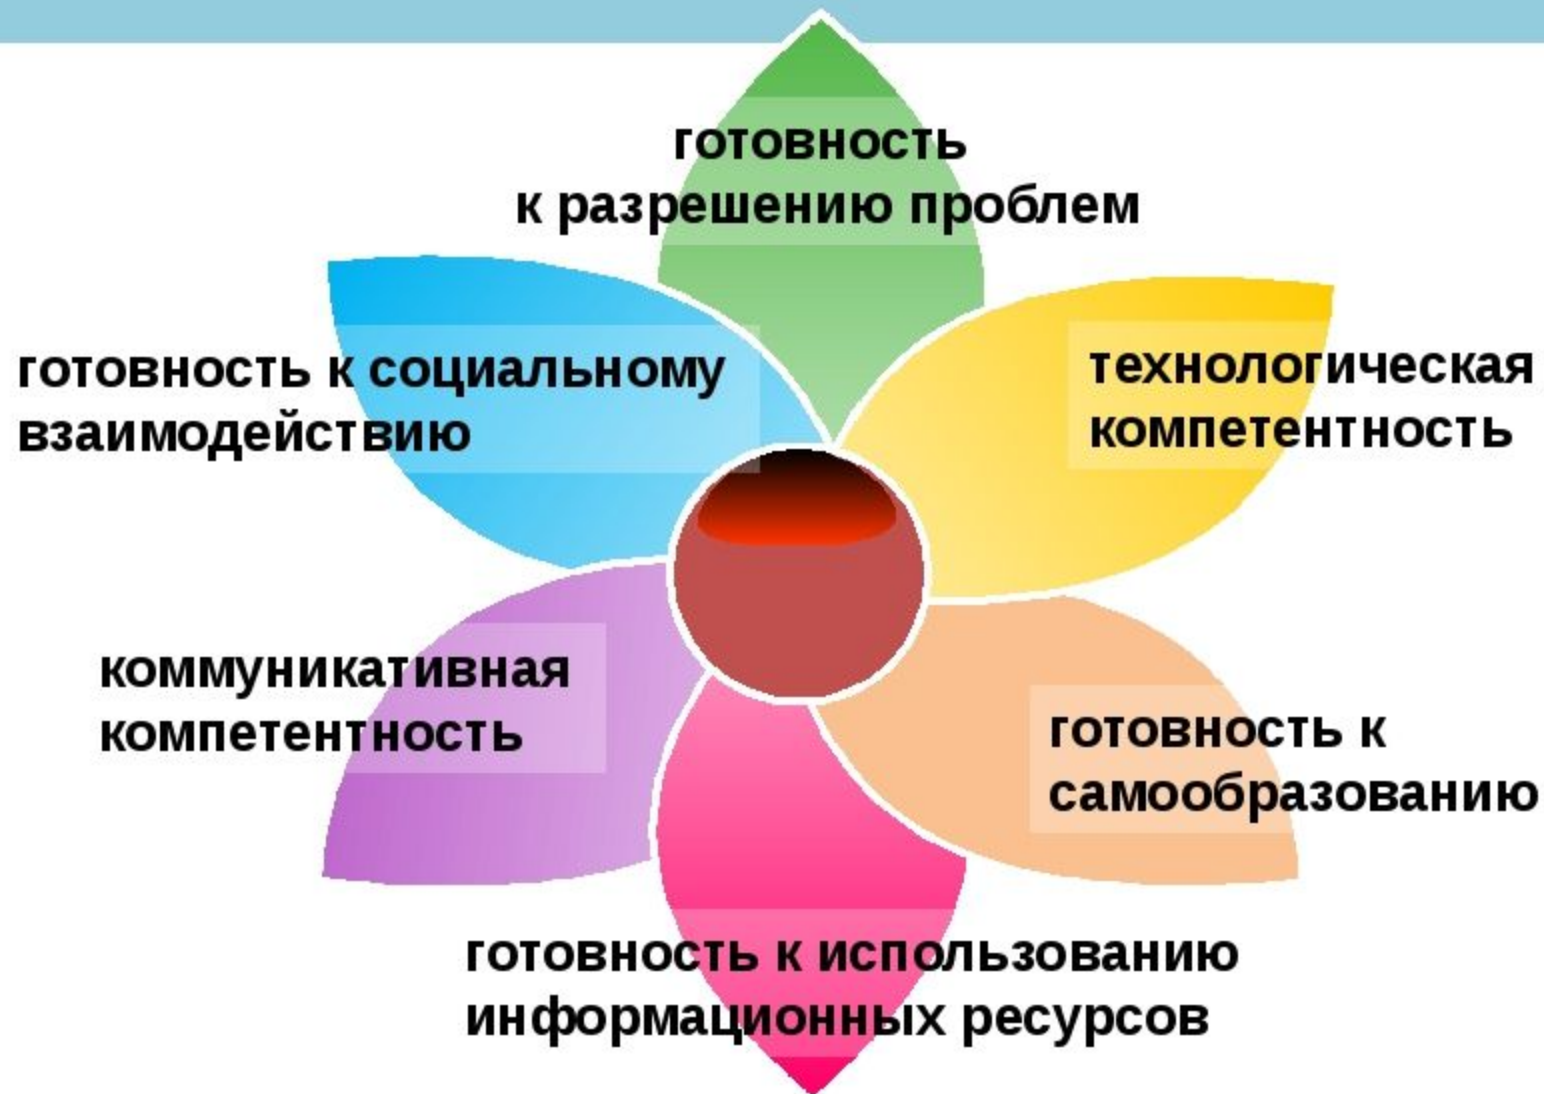 готовность
к разрешению проблем
готовность к социальному
взаимодействию
технологическая
компетентность
коммуникативная
компетентность
готовность к
самообразованию
готовность к использованию
информационных ресурсов